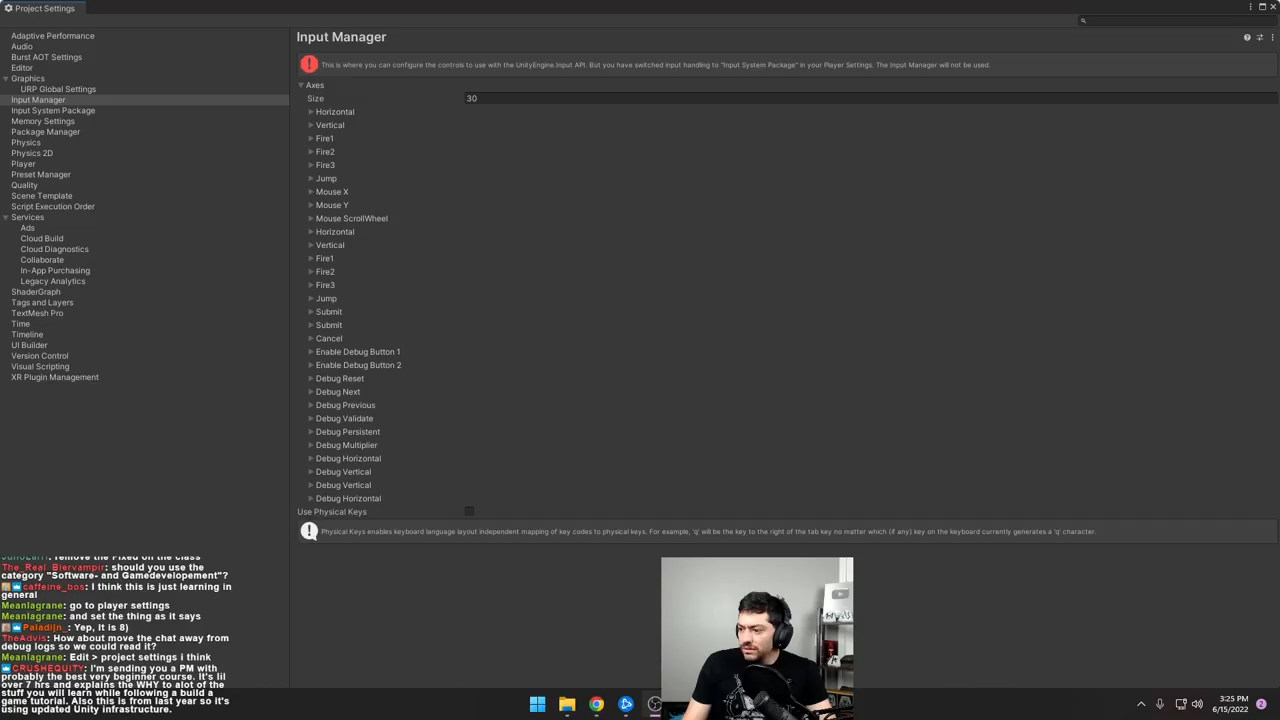 Project Settings
Adaptive Performance
Audio
Burst AOT Settings
Editor
Graphics
URP Global Settings
Input Manager
Input System Package
Memory Settings
Package Manager
Physics
Physics 2D
Player
Preset Manager
Quality
Scene Template
Script Execution Order
Services
Ads
Cloud Build
Cloud Diagnostics
Collaborate
In-App Purchasing
Legacy Analytics
ShaderGraph
Tags and Layers
TextMesh Pro
Time
Timeline
UI Builder
Version Control
Visual Scripting
XR Plugin Management
Input Manager
This is where you can configure the controls to use with the UnityEngine.Input API. But you have switched input handling to "Input System Package" in your Player Settings. The Input Manager will not be used.
Axes
Size 30
Horizontal
Vertical
Fire1
Fire2
Fire3
Jump
Mouse X
Mouse Y
Mouse ScrollWheel
Horizontal
Vertical
Fire1
Fire2
Fire3
Jump
Submit
Submit
Cancel
Enable Debug Button 1
Enable Debug Button 2
Debug Reset
Debug Next
Debug Previous
Debug Validate
Debug Persistent
Debug Multiplier
Debug Horizontal
Debug Vertical
Debug Vertical
Debug Horizontal
Use Physical Keys
Physical Keys enables keyboard language layout independent mapping of key codes to physical keys. For example, 'q' will be the key to the right of the tab key no matter which (if any) key on the keyboard currently generates a 'q' character.
remove the Fixed on the class
The_Real_Biervampir: should you use the
category "Software- and Gamedevelopement"?
caffeine_bos: I think this is just learning in
general
Meanlagrane: go to player settings
Meanlagrane: and set the thing as it says
Paladijn_: Yep, it is 8)
TheAdvis: How about move the chat away from
debug logs so we could read it?
Meanlagrane: Edit > project settings i think
CRUSHEQUITY: I'm sending you a PM with
probably the best very beginner course. It's lil
over 7 hrs and explains the WHY to alot of the
stuff you will learn while following a build a
game tutorial. Also this is from last year so it's
using updated Unity infrastructure.
3:25 PM
6/15/2022
2